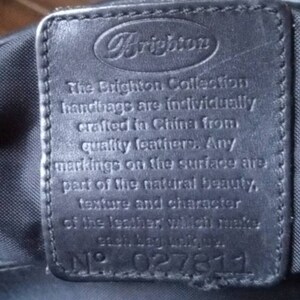 Brighton
The Brighton Collection
handbags are individually
crafted in China from
quality leathers. Any
markings on the surface are
part of the natural beauty,
texture and character
of the leather, which make
each bag unique.
Nº 027811